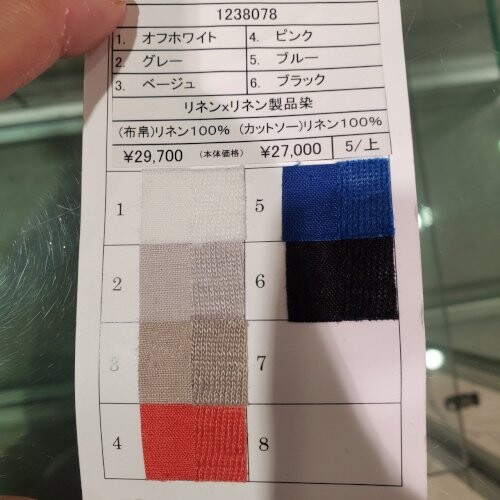 1238078
1. オフホワイト 4. ピンク
2. グレー 5. ブルー
3. ベージュ 6. ブラック
リネンxリネン製品染
(布帛)リネン100% (カットソー)リネン100%
¥29,700 (本体価格) ¥27,000 5/上
1 5
2 6
3 7
4 8